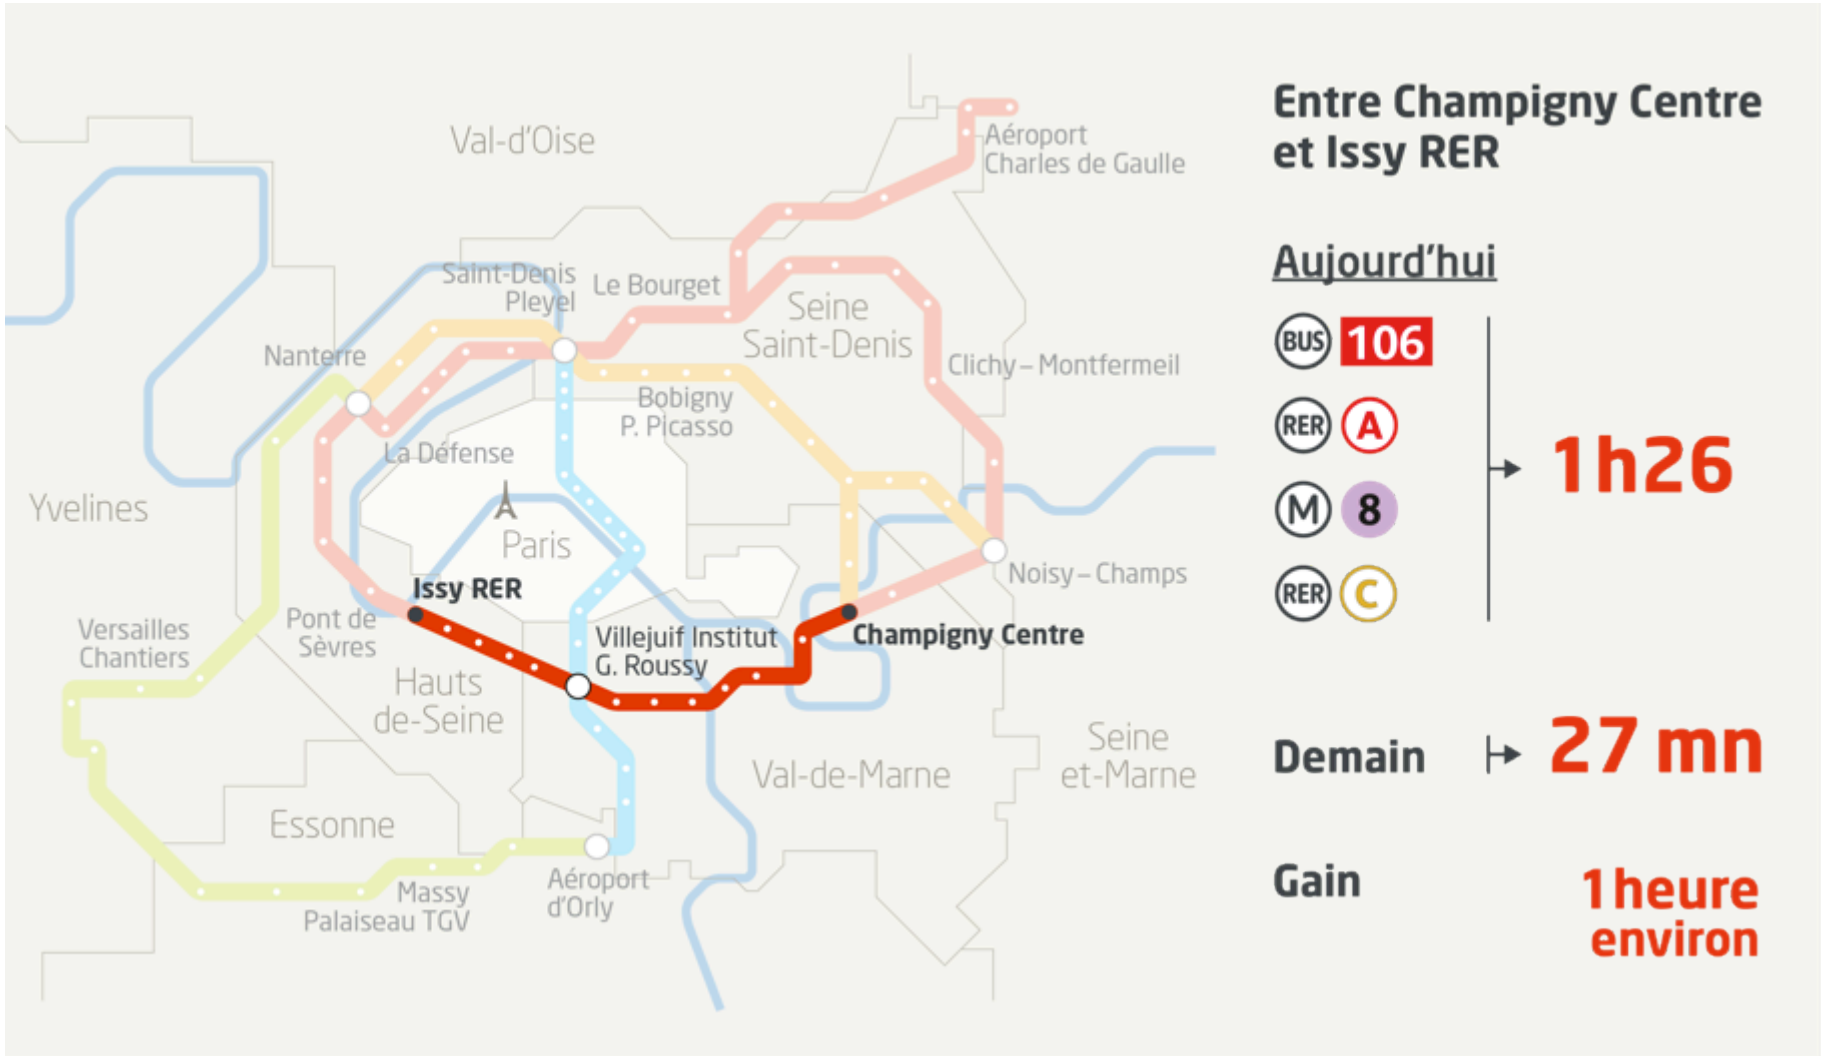 Val-d'Oise
Aéroport
Charles de Gaulle
Saint-Denis
Pleyel
Le Bourget
Seine
Saint-Denis
Nanterre
Clichy – Montfermeil
Bobigny
P. Picasso
La Défense
Yvelines
Paris
Issy RER
Noisy – Champs
Pont de
Sèvres
Versailles
Chantiers
Villejuif Institut
G. Roussy
Champigny Centre
Hauts
de-Seine
Val-de-Marne
Seine
et-Marne
Essonne
Massy
Palaiseau TGV
Aéroport
d'Orly
Entre Champigny Centre
et Issy RER
Aujourd'hui
BUS 106
RER A
M 8
RER C
1h26
Demain 27 mn
Gain 1 heure
environ